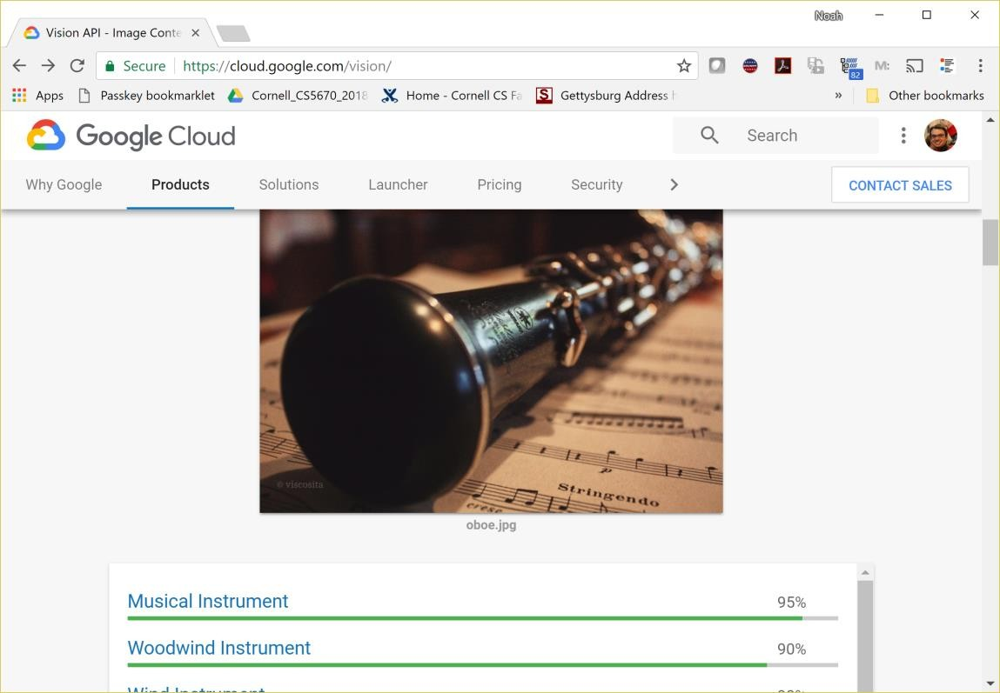 Noah
Vision API - Image Conte
Secure https://cloud.google.com/vision/
M:
82
Apps Passkey bookmarklet Cornell_CS5670_2018 Home - Cornell CS Fa Gettysburg Address h » Other bookmarks
Google Cloud Search
Why Google Products Solutions Launcher Pricing Security CONTACT SALES
p
© viscosita
Stringendo
cresc
oboe.jpg
Musical Instrument 95%
Woodwind Instrument 90%
Wind Instrument